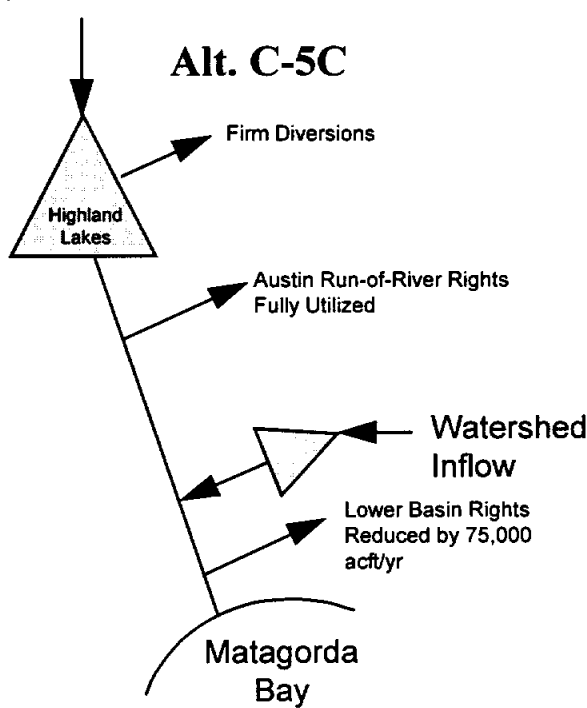 Alt. C-5C
Firm Diversions
Highland
Lakes
Austin Run-of-River Rights
Fully Utilized
Watershed
Inflow
Lower Basin Rights
Reduced by 75,000
acft/yr
Matagorda
Bay